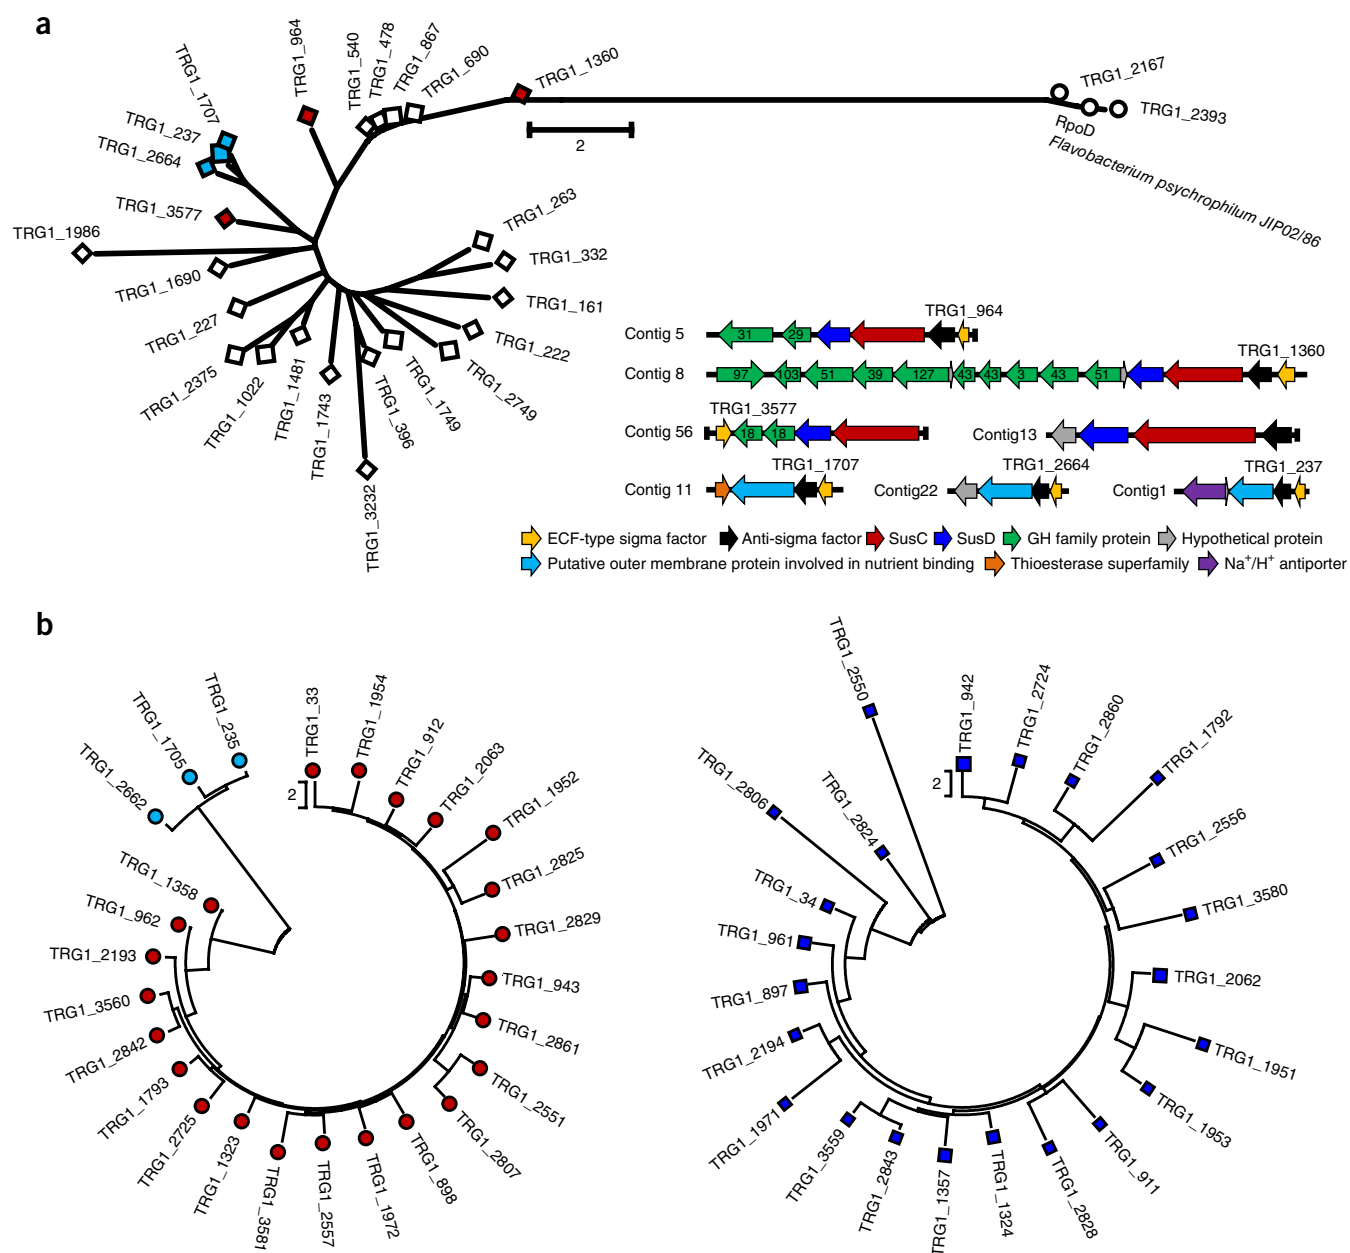 a
TRG1_964
TRG1_540
TRG1_478
TRG1_867
TRG1_690
TRG1_1360
TRG1_2167
TRG1_2393
RpoD
Flavobacterium psychrophilum JIP02/86
2
TRG1_1707
TRG1_237
TRG1_2664
TRG1_3577
TRG1_1986
TRG1_1690
TRG1_227
TRG1_2375
TRG1_1022
TRG1_1481
TRG1_1743
TRG1_3232
TRG1_396
TRG1_1749
TRG1_2749
TRG1_222
TRG1_161
TRG1_332
TRG1_263
TRG1_964
Contig 5
31 29
TRG1_1360
Contig 8
97 103 51 39 127 43 43 3 43 51
TRG1_3577
Contig 56
18 18
Contig13
TRG1_1707
Contig 11
TRG1_2664
Contig22
TRG1_237
Contig1
ECF-type sigma factor Anti-sigma factor SusC SusD GH family protein Hypothetical protein
Putative outer membrane protein involved in nutrient binding Thioesterase superfamily Na+/H+ antiporter
b
TRG1_33
TRG1_1954
TRG1_912
TRG1_2063
TRG1_1952
TRG1_2825
TRG1_2829
TRG1_943
TRG1_2861
TRG1_2551
TRG1_2807
TRG1_898
TRG1_1972
TRG1_2557
TRG1_3581
TRG1_1323
TRG1_2725
TRG1_1793
TRG1_2842
TRG1_3560
TRG1_2193
TRG1_962
TRG1_1358
TRG1_2662
TRG1_1705
TRG1_235
2
TRG1_942
TRG1_2724
TRG1_2860
TRG1_1792
TRG1_2556
TRG1_3580
TRG1_2062
TRG1_1951
TRG1_1953
TRG1_911
TRG1_2828
TRG1_1324
TRG1_1357
TRG1_2843
TRG1_3559
TRG1_1971
TRG1_2194
TRG1_897
TRG1_961
TRG1_34
TRG1_2806
TRG1_2824
TRG1_2550
2